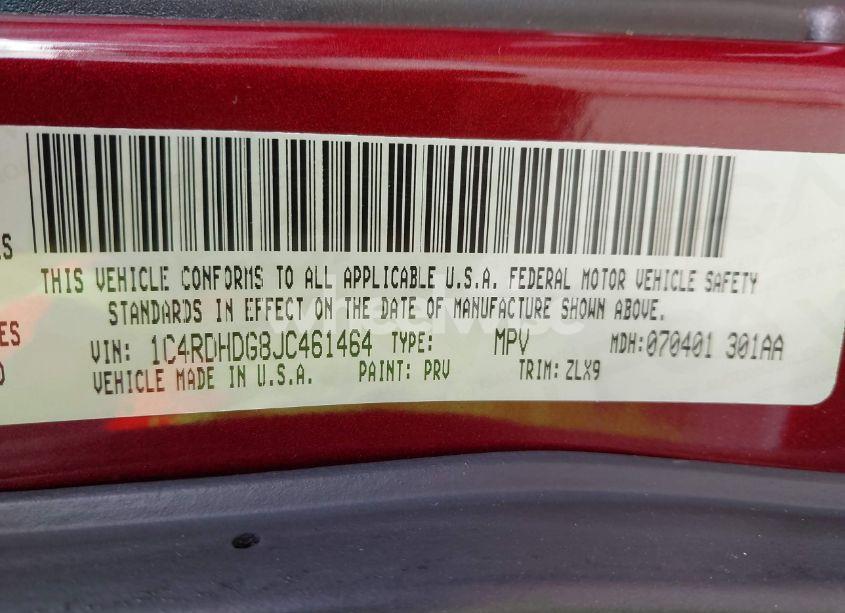 THIS VEHICLE CONFORMS TO ALL APPLICABLE U.S.A. FEDERAL MOTOR VEHICLE SAFETY
STANDARDS IN EFFECT ON THE DATE OF MANUFACTURE SHOWN ABOVE.
VIN: 1C4RDHDG8JC461464 TYPE: MPV MDH:070401 301AA
VEHICLE MADE IN U.S.A. PAINT: PRV TRIM: ZLX9
wheelwise